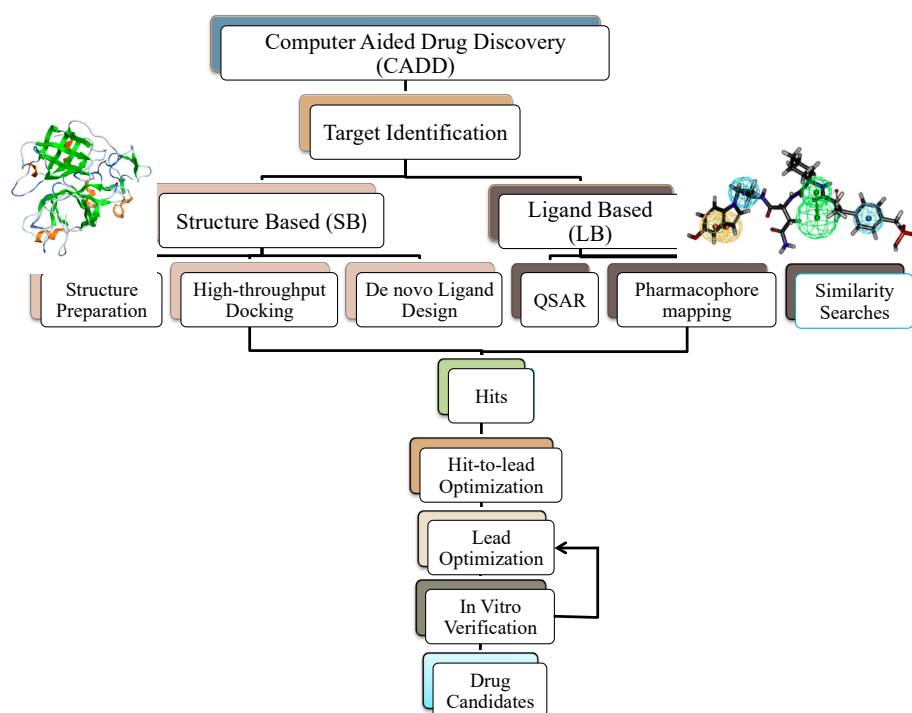 Computer Aided Drug Discovery
(CADD)
Target Identification
Structure Based (SB)
Ligand Based
(LB)
Structure
Preparation
High-throughput
Docking
De novo Ligand
Design
QSAR
Pharmacophore
mapping
Similarity
Searches
Hits
Hit-to-lead
Optimization
Lead
Optimization
In Vitro
Verification
Drug
Candidates